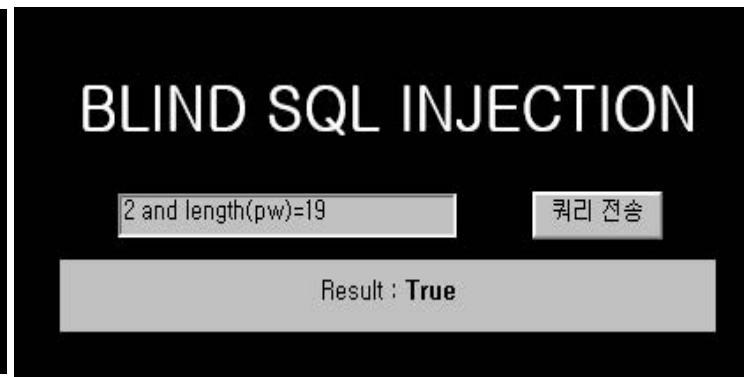 BLIND SQL INJECTION
2 and length(pw)=19
쿼리 전송
Result : True